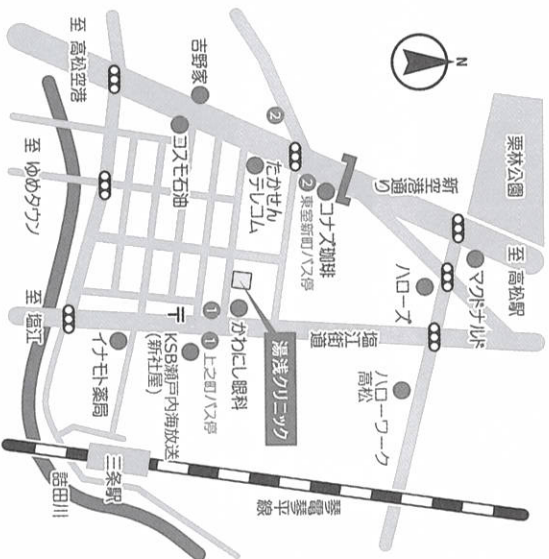 N
栗林公園
至 高松駅
新空港通り
マクドナルド
ハローズ
ハローワーク
高松
塩江街道
コナズ珈琲
2
東室新町バス停
2
たかせん
テレコム
吉野家
コスモ石油
至 高松空港
至 ゆめタウン
湯浅クリニック
かわにし眼科
1
1
上之町バス停
〒
KSB瀬戸内海放送
(新社屋)
イナモト薬局
至 塩江
三条駅
詰田川
琴電琴平線